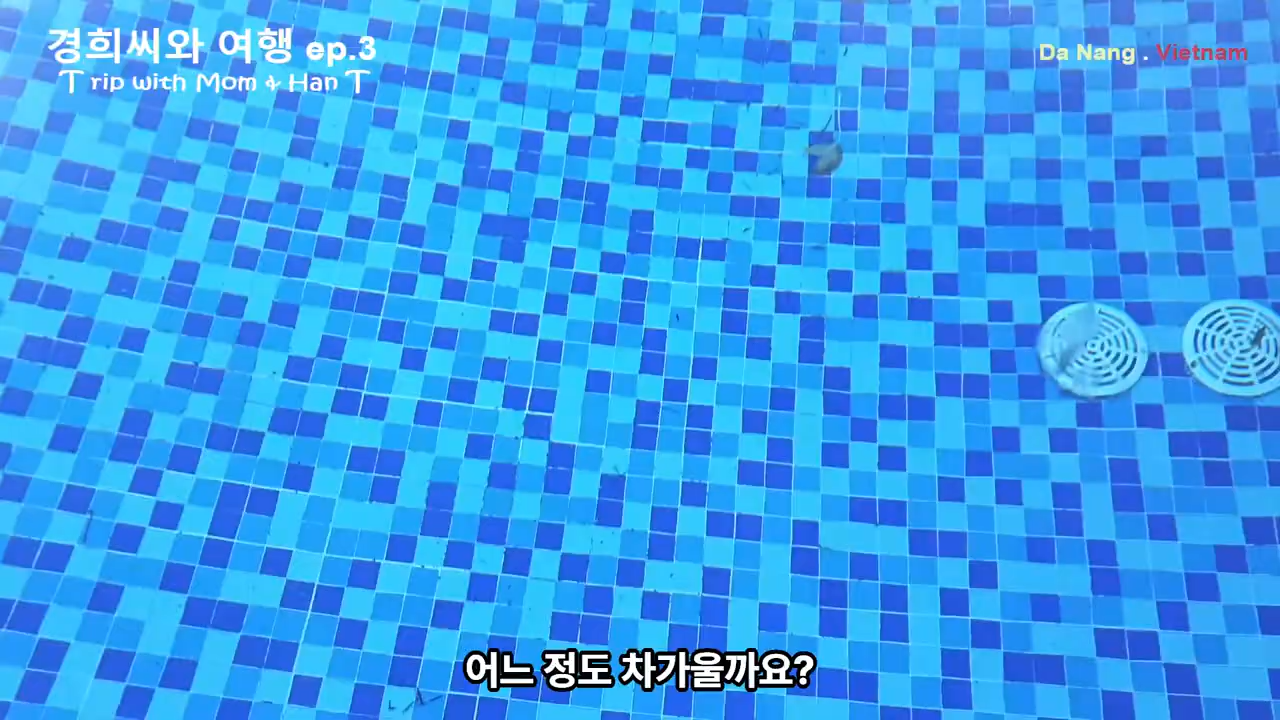 경희씨와 여행 ep.3
Trip with Mom & Han T
Da Nang . Vietnam
어느 정도 차가울까요?